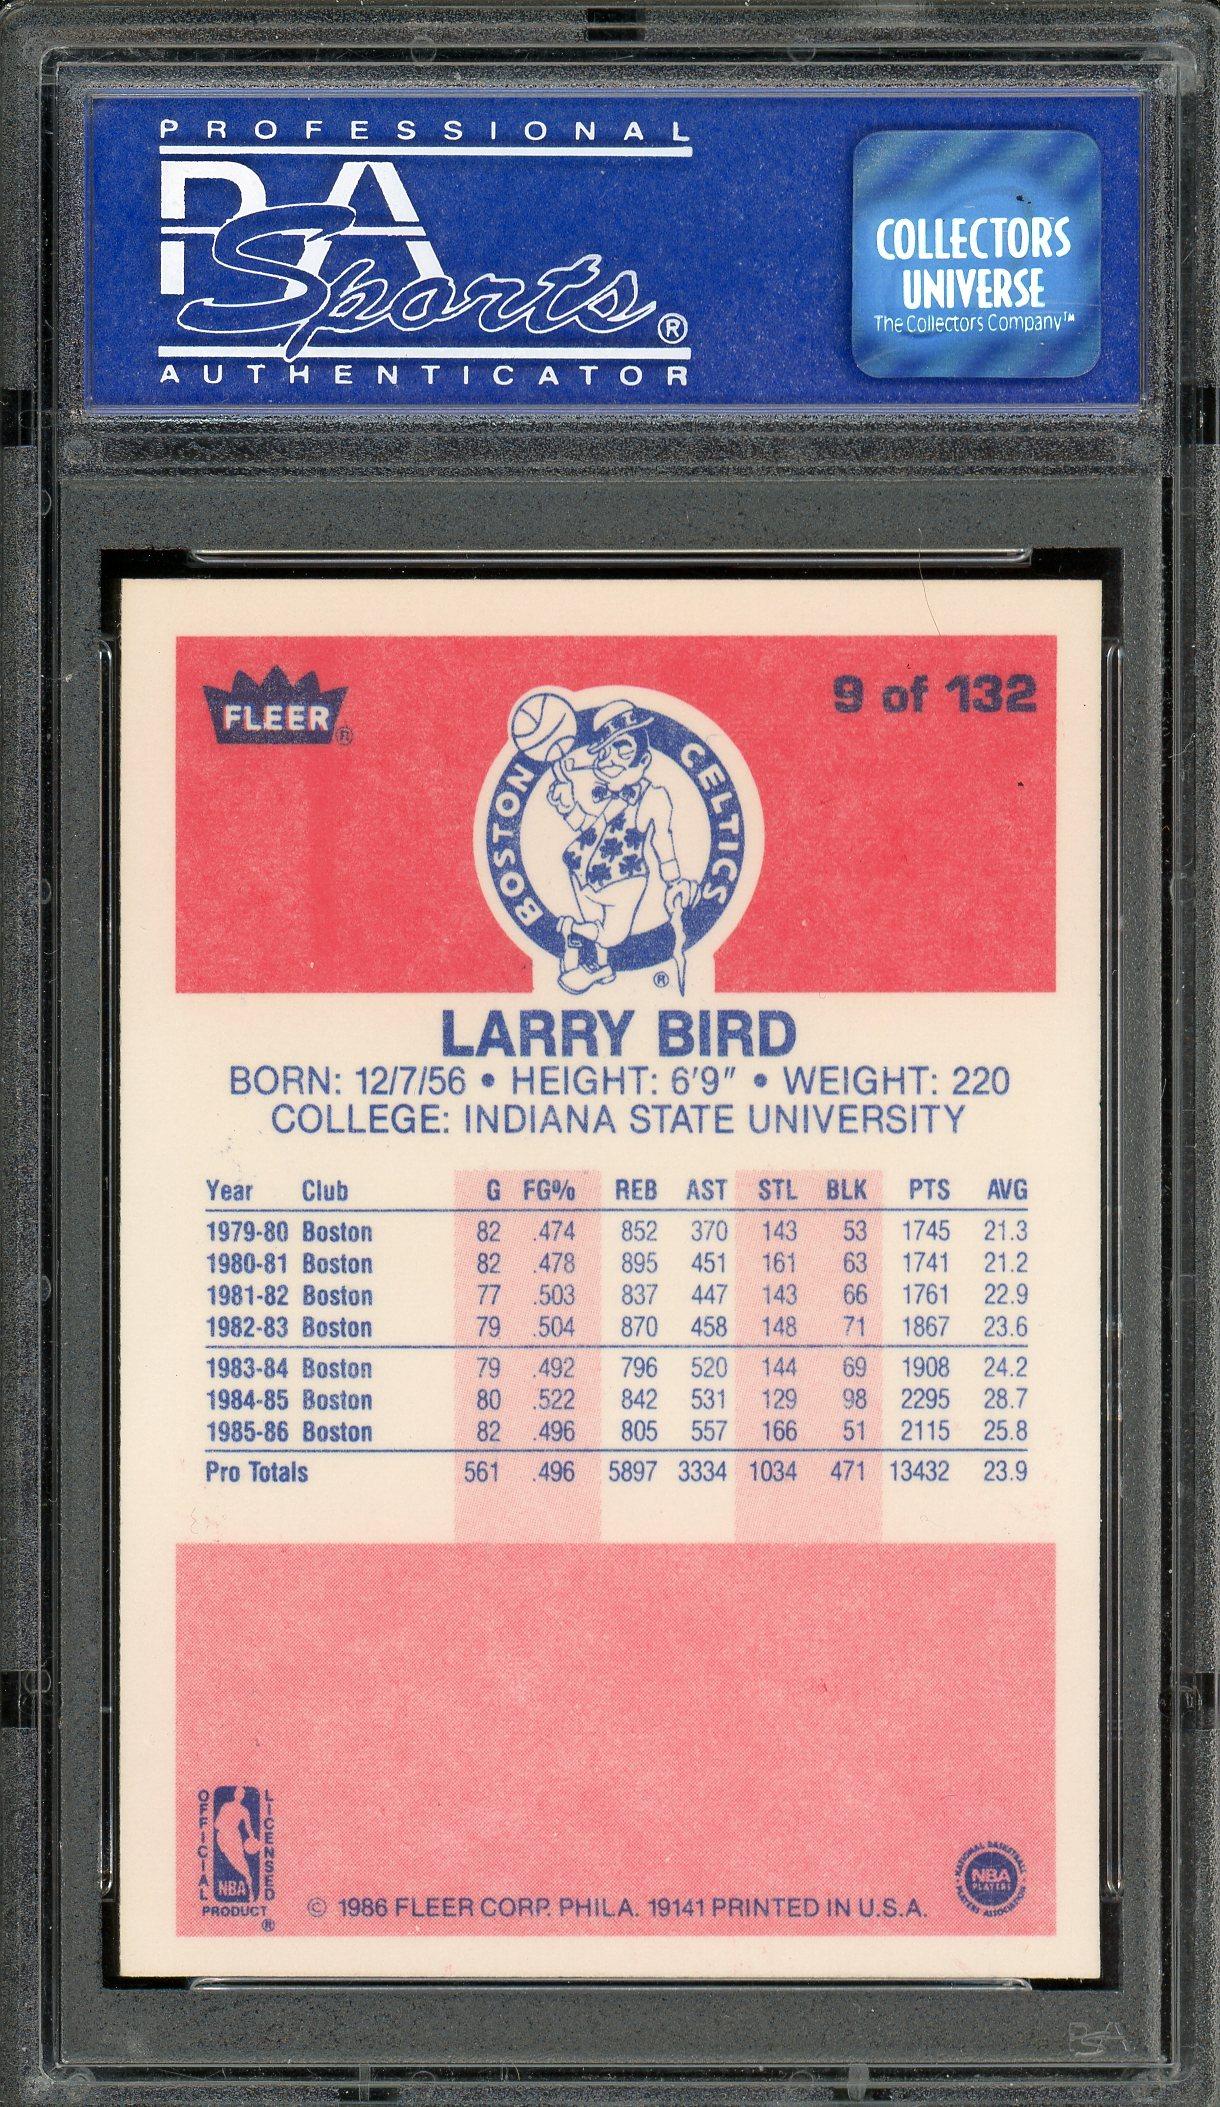 PROFESSIONAL
PSA
Sports®
AUTHENTICATOR
COLLECTORS
UNIVERSE
The Collectors Company™
FLEER®
9 of 132
BOSTON CELTICS
®
LARRY BIRD
BORN: 12/7/56 • HEIGHT: 6'9" • WEIGHT: 220
COLLEGE: INDIANA STATE UNIVERSITY
Year Club G FG% REB AST STL BLK PTS AVG
1979-80 Boston 82 .474 852 370 143 53 1745 21.3
1980-81 Boston 82 .478 895 451 161 63 1741 21.2
1981-82 Boston 77 .503 837 447 143 66 1761 22.9
1982-83 Boston 79 .504 870 458 148 71 1867 23.6
1983-84 Boston 79 .492 796 520 144 69 1908 24.2
1984-85 Boston 80 .522 842 531 129 98 2295 28.7
1985-86 Boston 82 .496 805 557 166 51 2115 25.8
Pro Totals 561 .496 5897 3334 1034 471 13432 23.9
OFFICIAL LICENSED
NBA
PRODUCT
®
© 1986 FLEER CORP. PHILA. 19141 PRINTED IN U.S.A.
NATIONAL BASKETBALL
NBA
PLAYERS
PLAYERS ASSOCIATION
PSA